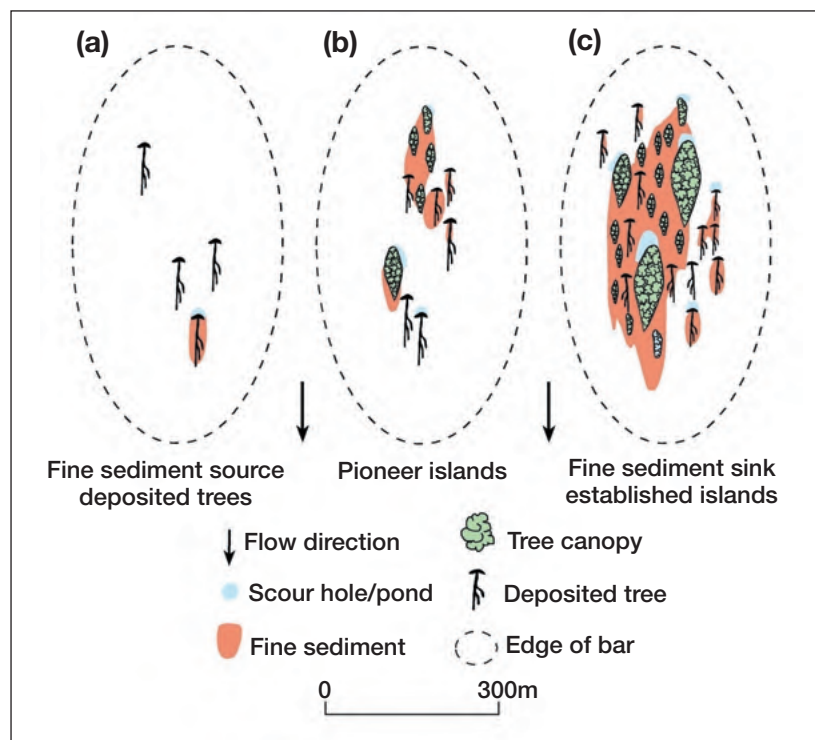 (a)
(b)
(c)
Fine sediment source
deposited trees
Pioneer islands
Fine sediment sink
established islands
Flow direction
Tree canopy
Scour hole/pond
Deposited tree
Fine sediment
Edge of bar
0
300m